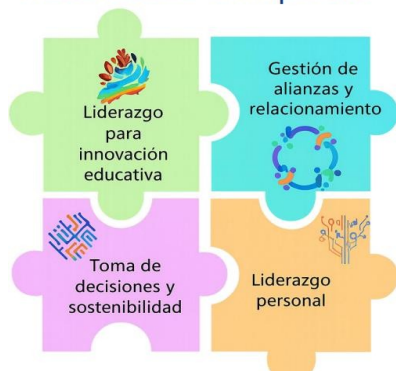 Liderazgo
para
innovación
educativa
Gestión de
alianzas y
relacionamiento
Toma de
decisiones y
sostenibilidad
Liderazgo
personal